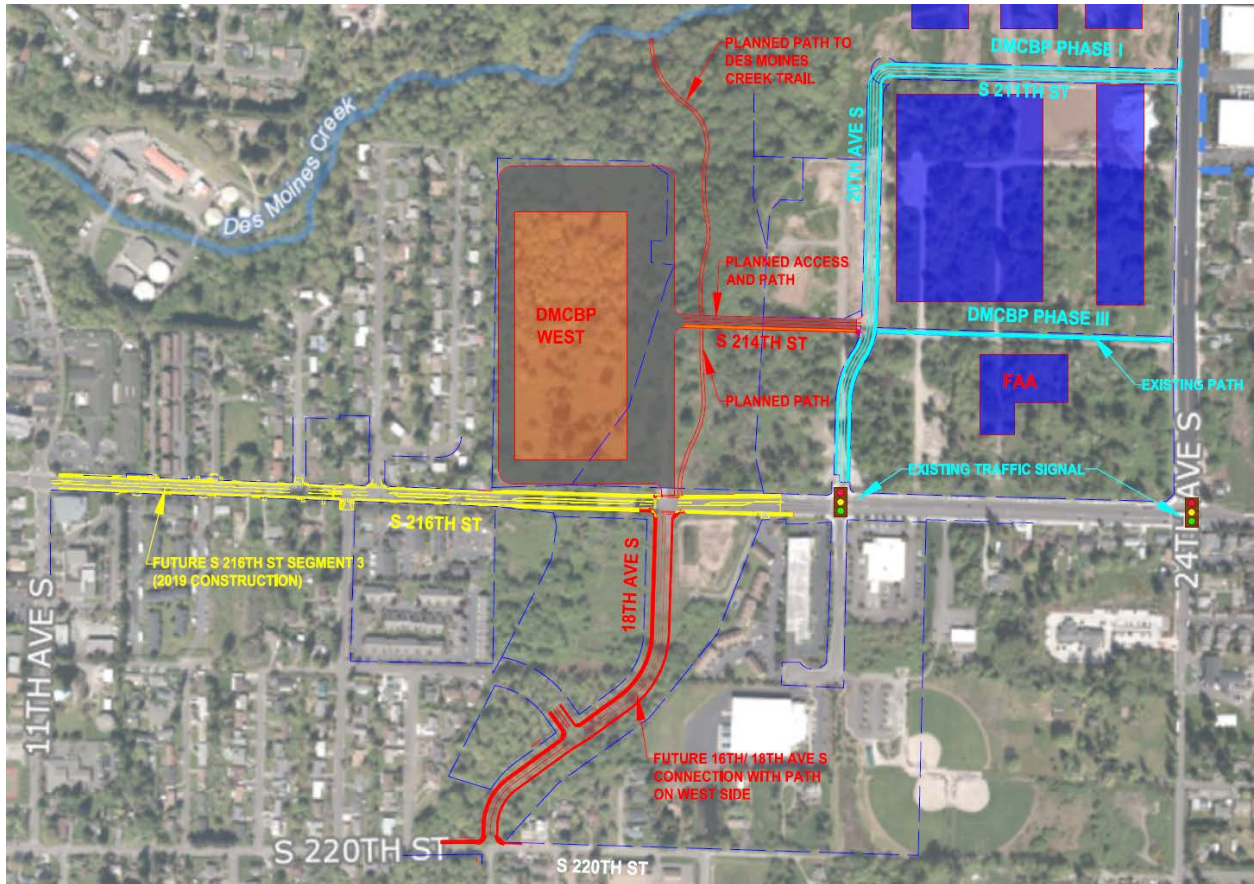 PLANNED PATH TO
DES MOINES
CREEK TRAIL
DMCBP PHASE I
S 211TH ST
20TH AVE S
Des Moines Creek
PLANNED ACCESS
AND PATH
DMCBP
WEST
S 214TH ST
DMCBP PHASE III
FAA
EXISTING PATH
PLANNED PATH
EXISTING TRAFFIC SIGNAL
24TH AVE S
S 216TH ST
FUTURE S 216TH ST SEGMENT 3
(2019 CONSTRUCTION)
18TH AVE S
11TH AVE S
FUTURE 16TH/ 18TH AVE S
CONNECTION WITH PATH
ON WEST SIDE
S 220TH ST
S 220TH ST